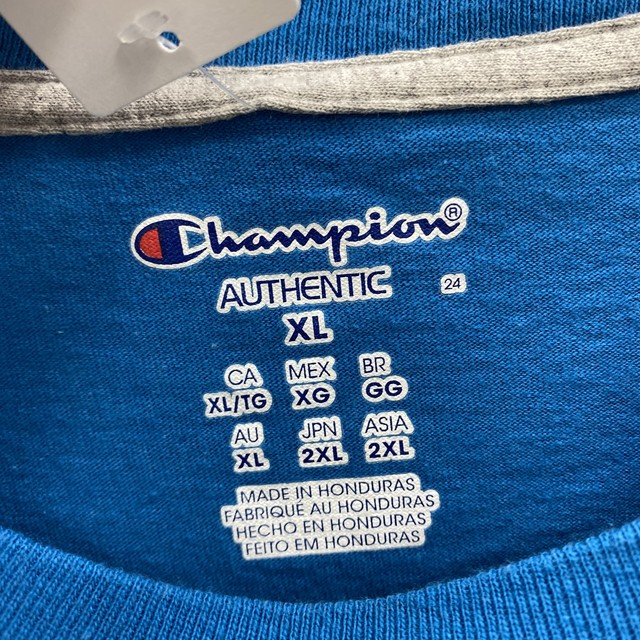 Champion®
AUTHENTIC 24
XL
CA MEX BR
XL/TG XG GG
AU JPN ASIA
XL 2XL 2XL
MADE IN HONDURAS
FABRIQUÉ AU HONDURAS
HECHO EN HONDURAS
FEITO EM HONDURAS